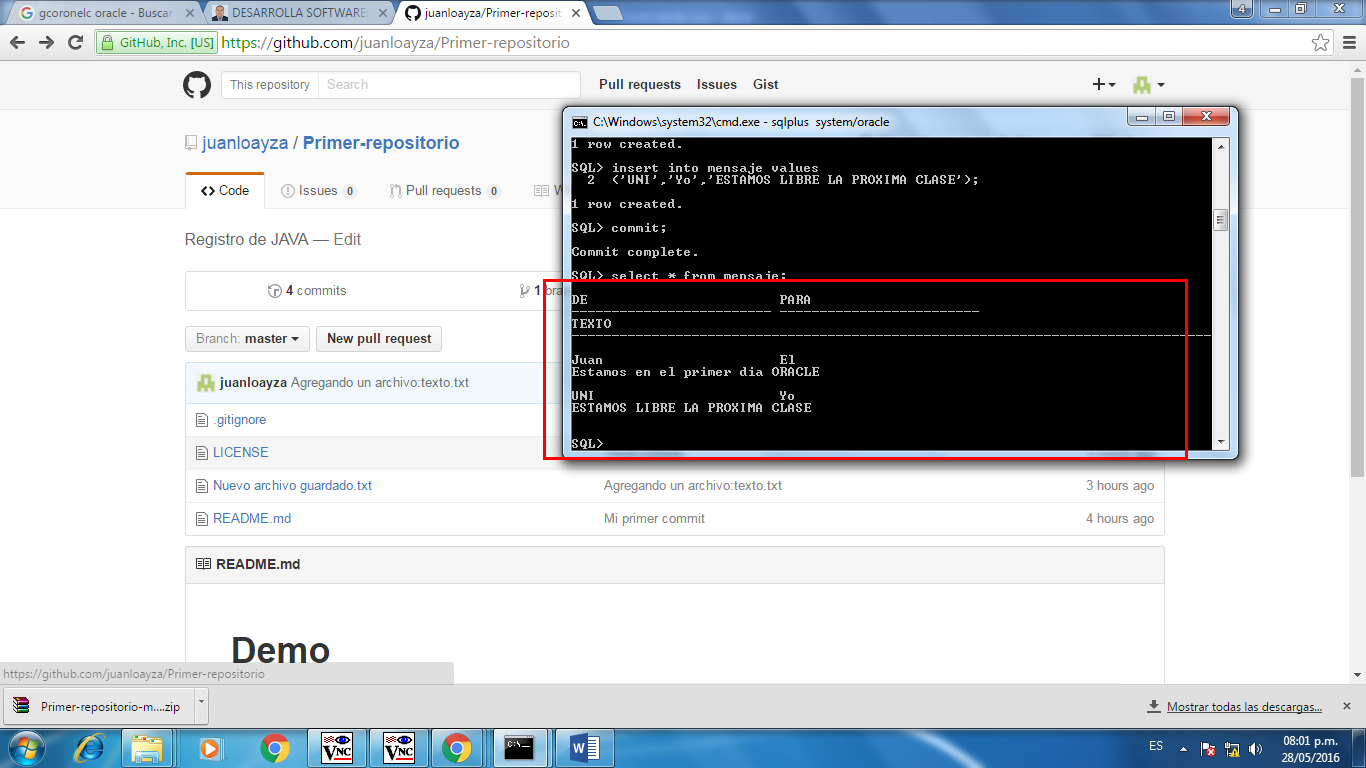 gcoronelc oracle - Buscar
DESARROLLA SOFTWARE:
juanloayza/Primer-reposit
4
GitHub, Inc. [US] https://github.com/juanloayza/Primer-repositorio
This repository Search
Pull requests Issues Gist
juanloayza / Primer-repositorio
Code Issues 0 Pull requests 0 W
Registro de JAVA — Edit
4 commits 1 bra
Branch: master New pull request
juanloayza Agregando un archivo:texto.txt
.gitignore
LICENSE
Nuevo archivo guardado.txt Agregando un archivo:texto.txt 3 hours ago
README.md Mi primer commit 4 hours ago
README.md
Demo
C:\Windows\system32\cmd.exe - sqlplus system/oracle
1 row created.
SQL> insert into mensaje values
2 ('UNI','Yo','ESTAMOS LIBRE LA PROXIMA CLASE');
1 row created.
SQL> commit;
Commit complete.
SQL> select * from mensaje;
DE PARA
------------------------- -------------------------
TEXTO
--------------------------------------------------------------------------------
Juan El
Estamos en el primer dia ORACLE
UNI Yo
ESTAMOS LIBRE LA PROXIMA CLASE
SQL>
https://github.com/juanloayza/Primer-repositorio
Primer-repositorio-m....zip
Mostrar todas las descargas...
VNC
VNC
ES
08:01 p.m.
28/05/2016